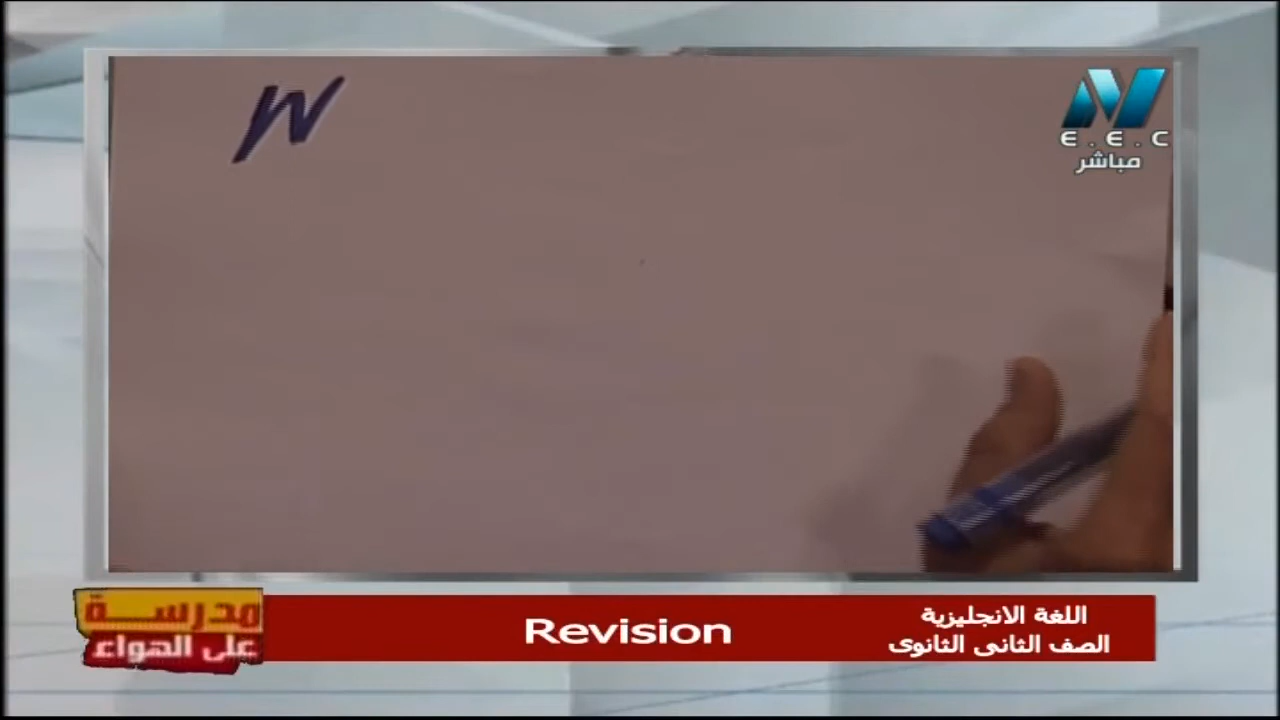 E.E.C
مباشر
مدرسة
على الهواء
Revision
اللغة الانجليزية
الصف الثانى الثانوى